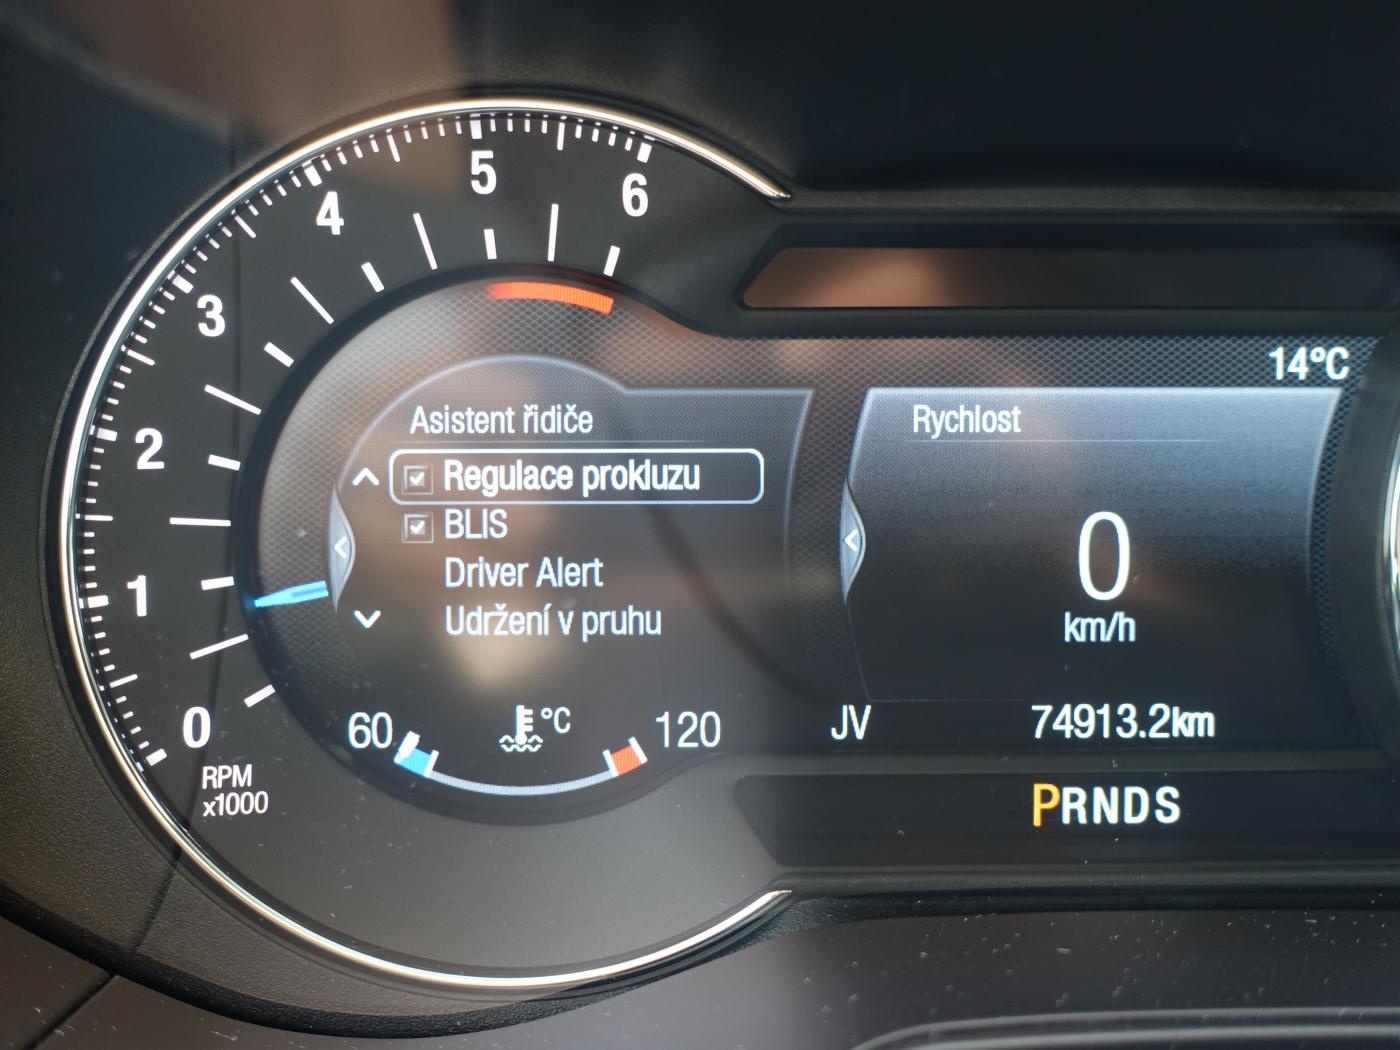 0
1
2
3
4
5
6
RPM
x1000
Asistent řidiče
Regulace prokluzu
BLIS
Driver Alert
Udržení v pruhu
60
°C
120
14°C
Rychlost
0
km/h
JV
74913.2km
PRNDS